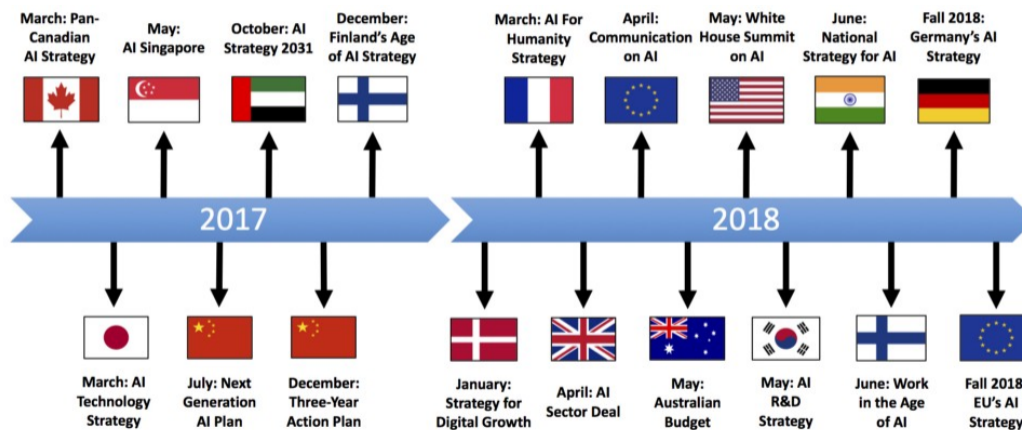 March: Pan-
Canadian
AI Strategy
May:
AI Singapore
October: AI
Strategy 2031
December:
Finland's Age
of AI Strategy
March: AI For
Humanity
Strategy
April:
Communication
on AI
May: White
House Summit
on AI
June:
National
Strategy for AI
Fall 2018:
Germany's AI
Strategy
2017
2018
March: AI
Technology
Strategy
July: Next
Generation
AI Plan
December:
Three-Year
Action Plan
January:
Strategy for
Digital Growth
April: AI
Sector Deal
May:
Australian
Budget
May: AI
R&D
Strategy
June: Work
in the Age
of AI
Fall 2018
EU's AI
Strategy